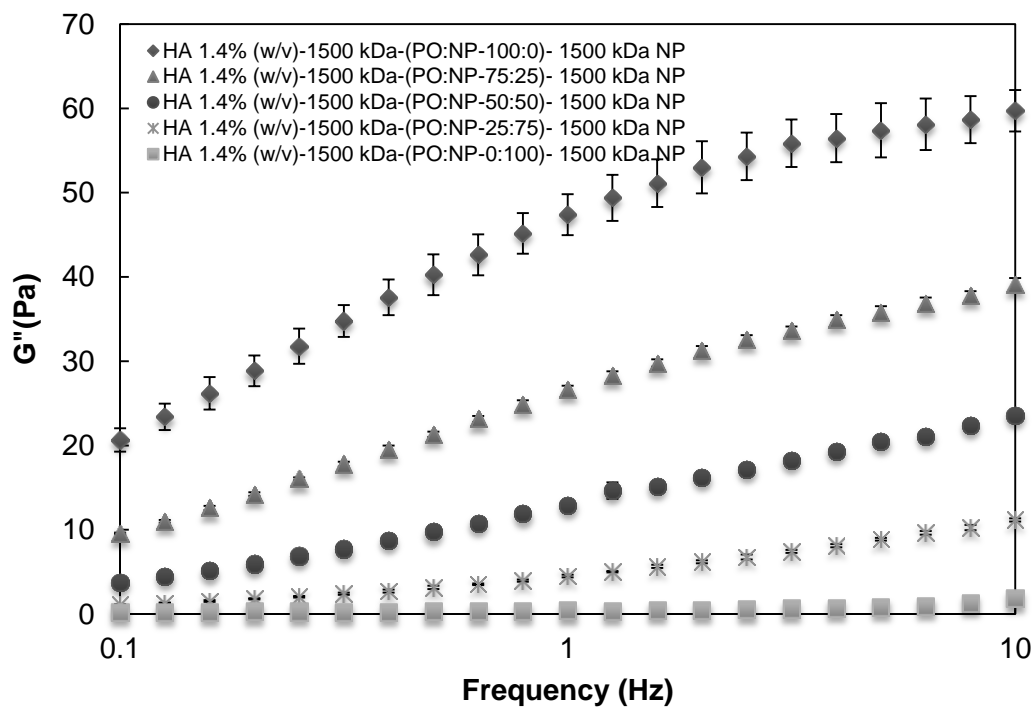 70
60
50
40
30
20
10
0
G"(Pa)
HA 1.4% (w/v)-1500 kDa-(PO:NP-100:0)- 1500 kDa NP
HA 1.4% (w/v)-1500 kDa-(PO:NP-75:25)- 1500 kDa NP
HA 1.4% (w/v)-1500 kDa-(PO:NP-50:50)- 1500 kDa NP
HA 1.4% (w/v)-1500 kDa-(PO:NP-25:75)- 1500 kDa NP
HA 1.4% (w/v)-1500 kDa-(PO:NP-0:100)- 1500 kDa NP
0.1 1 10
Frequency (Hz)